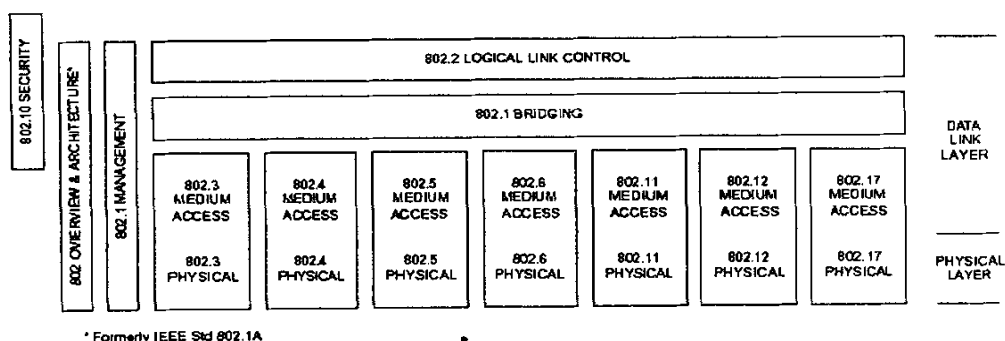 802.10 SECURITY
802 OVERVIEW & ARCHITECTURE*
802.1 MANAGEMENT
802.2 LOGICAL LINK CONTROL
802.1 BRIDGING
802.3
MEDIUM
ACCESS
802.3
PHYSICAL
802.4
MEDIUM
ACCESS
802.4
PHYSICAL
802.5
MEDIUM
ACCESS
802.5
PHYSICAL
802.6
MEDIUM
ACCESS
802.6
PHYSICAL
802.11
MEDIUM
ACCESS
802.11
PHYSICAL
802.12
MEDIUM
ACCESS
802.12
PHYSICAL
802.17
MEDIUM
ACCESS
802.17
PHYSICAL
DATA
LINK
LAYER
PHYSICAL
LAYER
* Formerly IEEE Std 802.1A